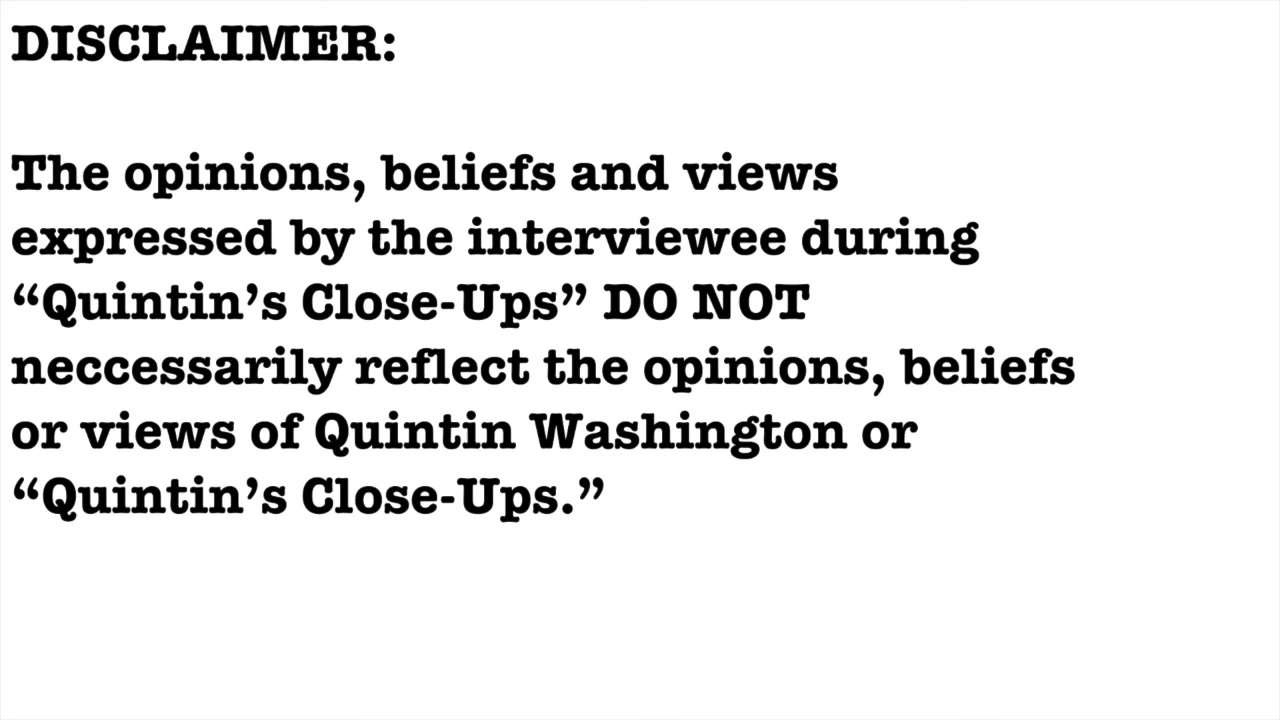 DISCLAIMER:
The opinions, beliefs and views
expressed by the interviewee during
“Quintin’s Close-Ups” DO NOT
neccessarily reflect the opinions, beliefs
or views of Quintin Washington or
“Quintin’s Close-Ups.”